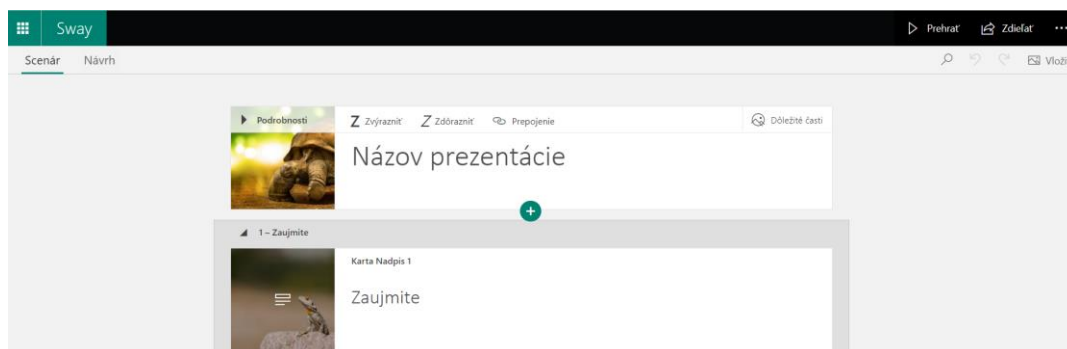 Sway
Prehrať
Zdieľať
Scenár
Návrh
Podrobnosti
Z Zvýrazniť
Z Zdôrazniť
Prepojenie
Dôležité časti
Názov prezentácie
1 – Zaujmite
Karta Nadpis 1
Zaujmite